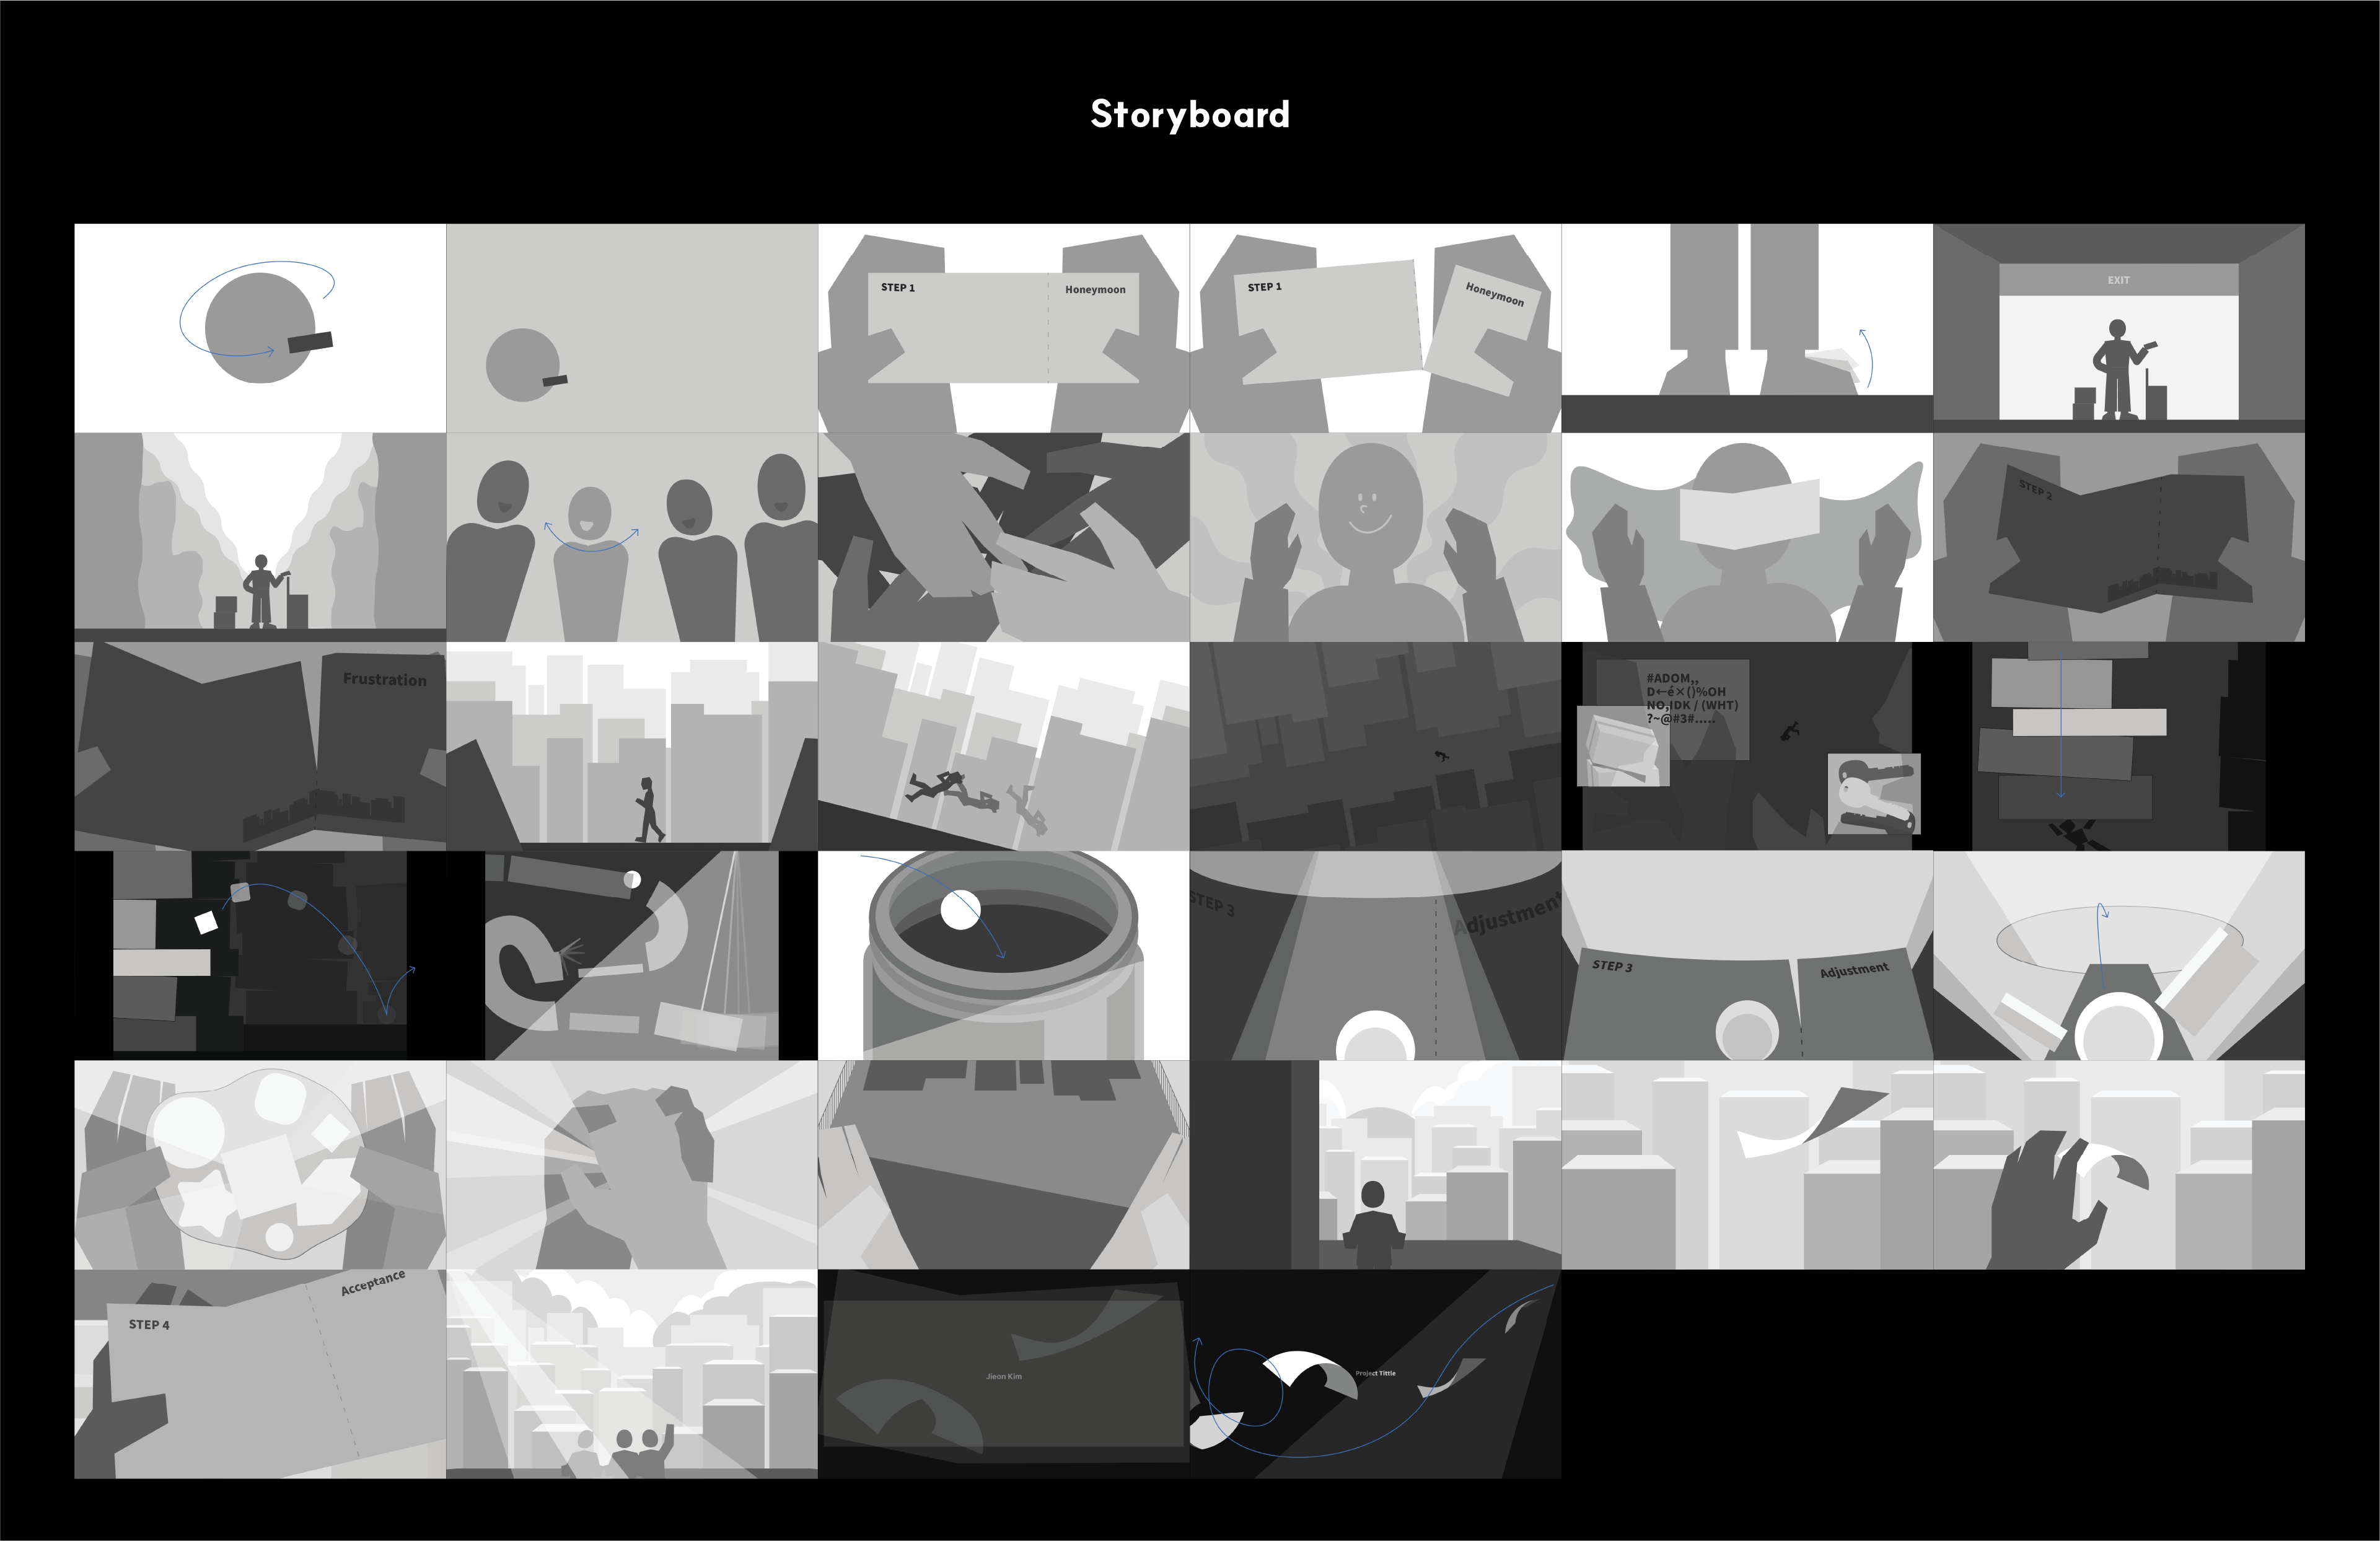 Storyboard
STEP 1
Honeymoon
STEP 1
Honeymoon
EXIT
STEP 2
Frustration
#ADOM,,
D←é×()%OH
NO,IDK / (WHT)
?~@#3#.....
STEP 3
Adjustment
STEP 3
Adjustment
STEP 4
Acceptance
Jieon Kim
Project Tittle